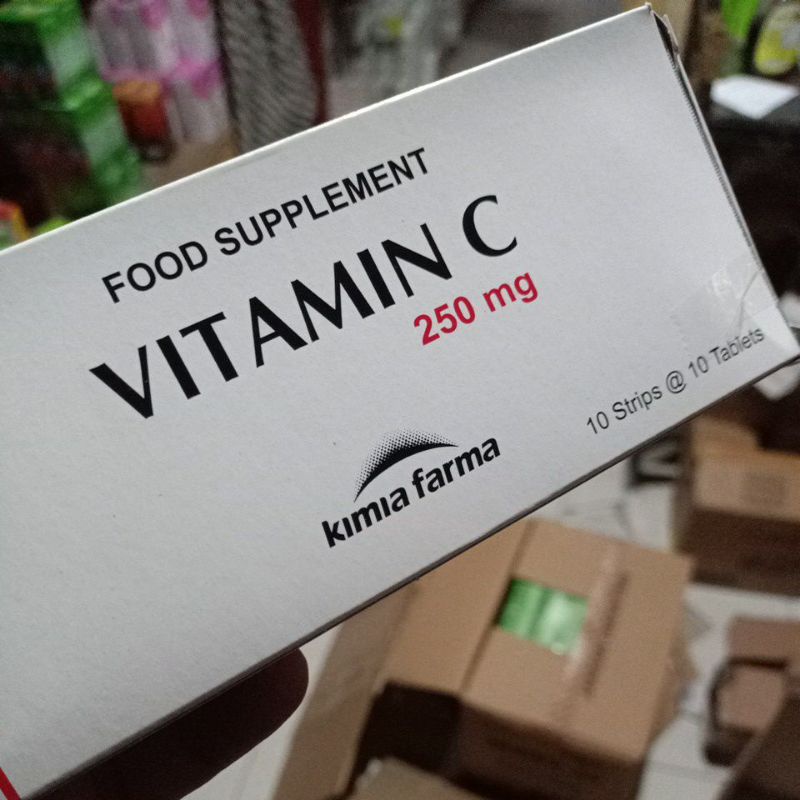 FOOD SUPPLEMENT
VITAMIN C
250 mg
10 Strips @ 10 Tablets
kimia farma